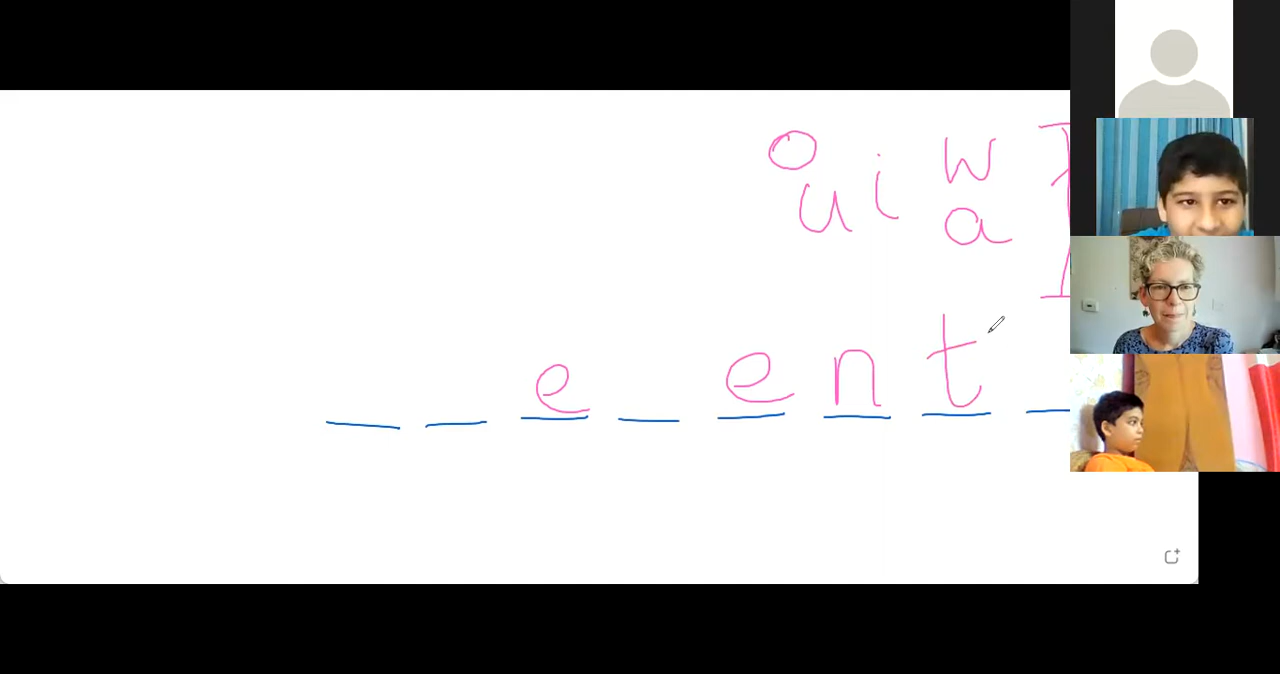 o w
u i a
_ _ e _ e n t _